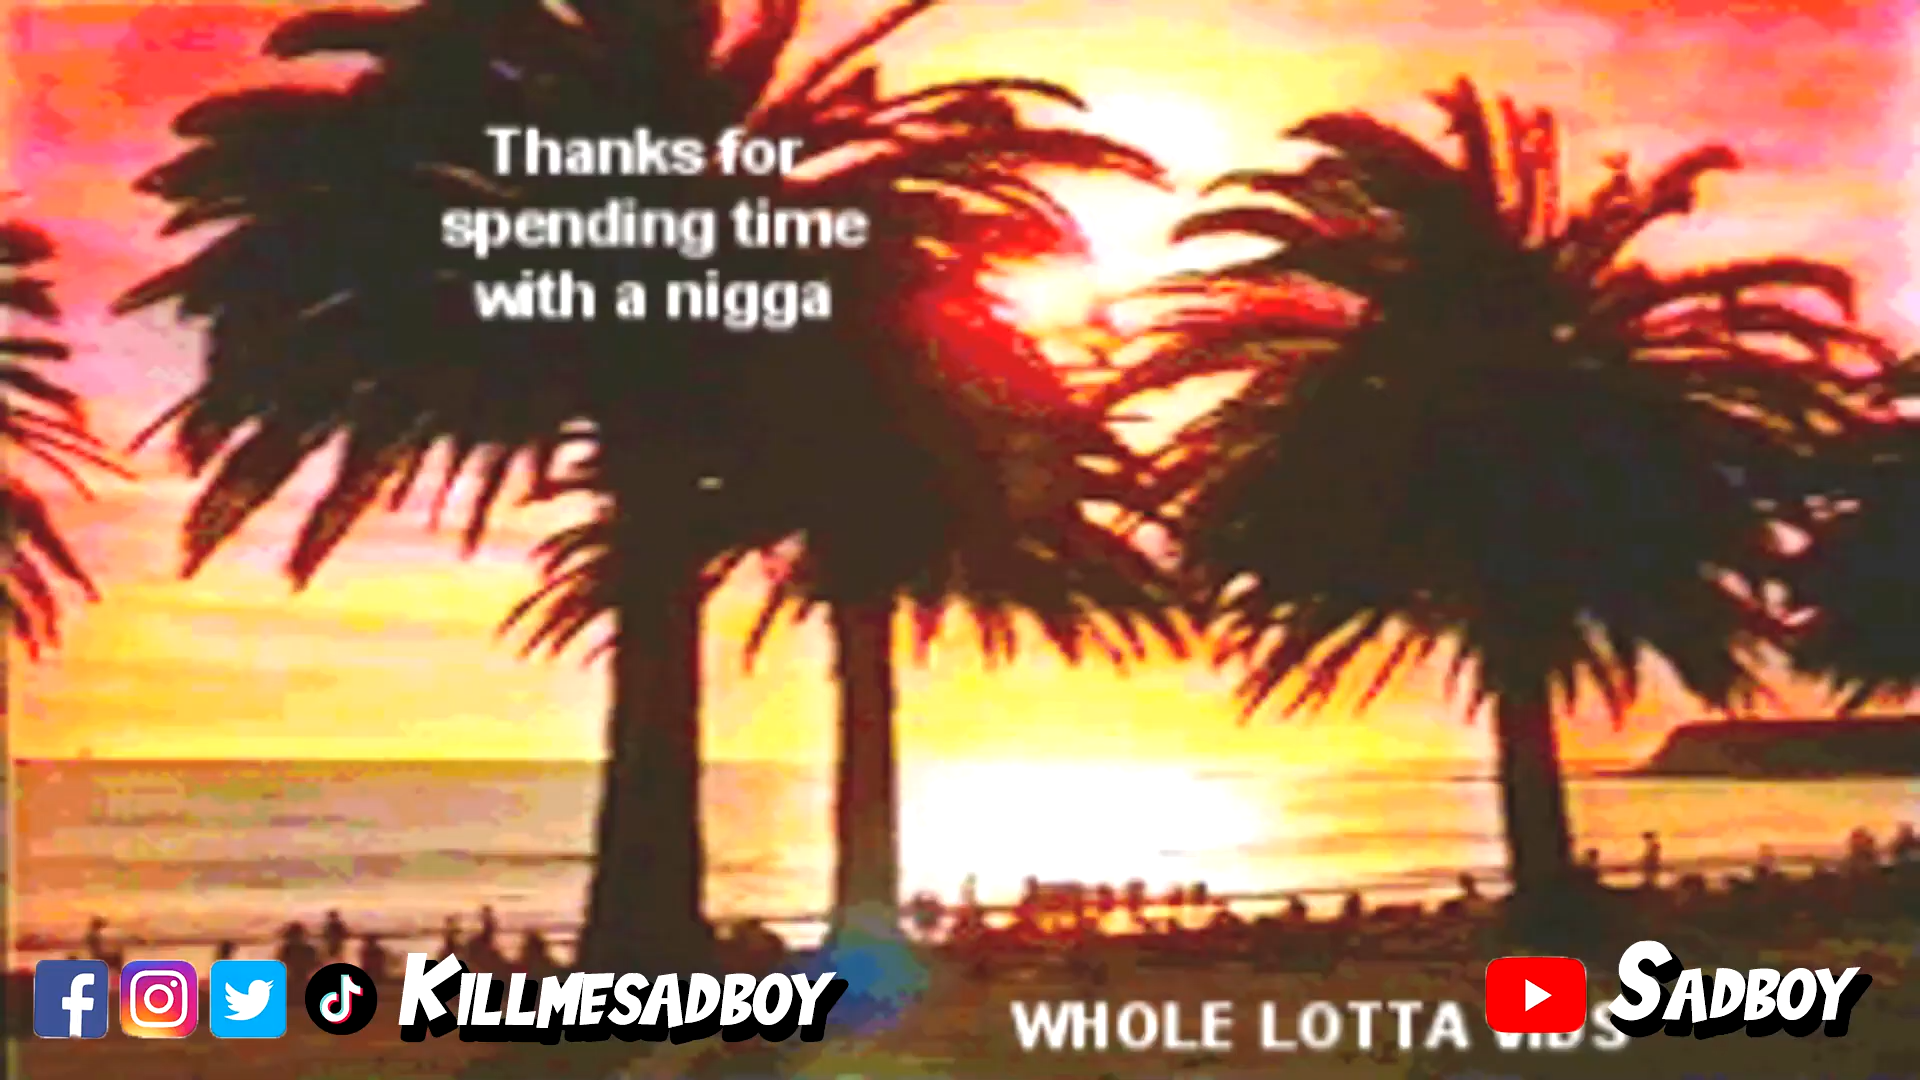 Thanks for
spending time
with a nigga
KILLMESADBOY
SADBOY
WHOLE LOTTA